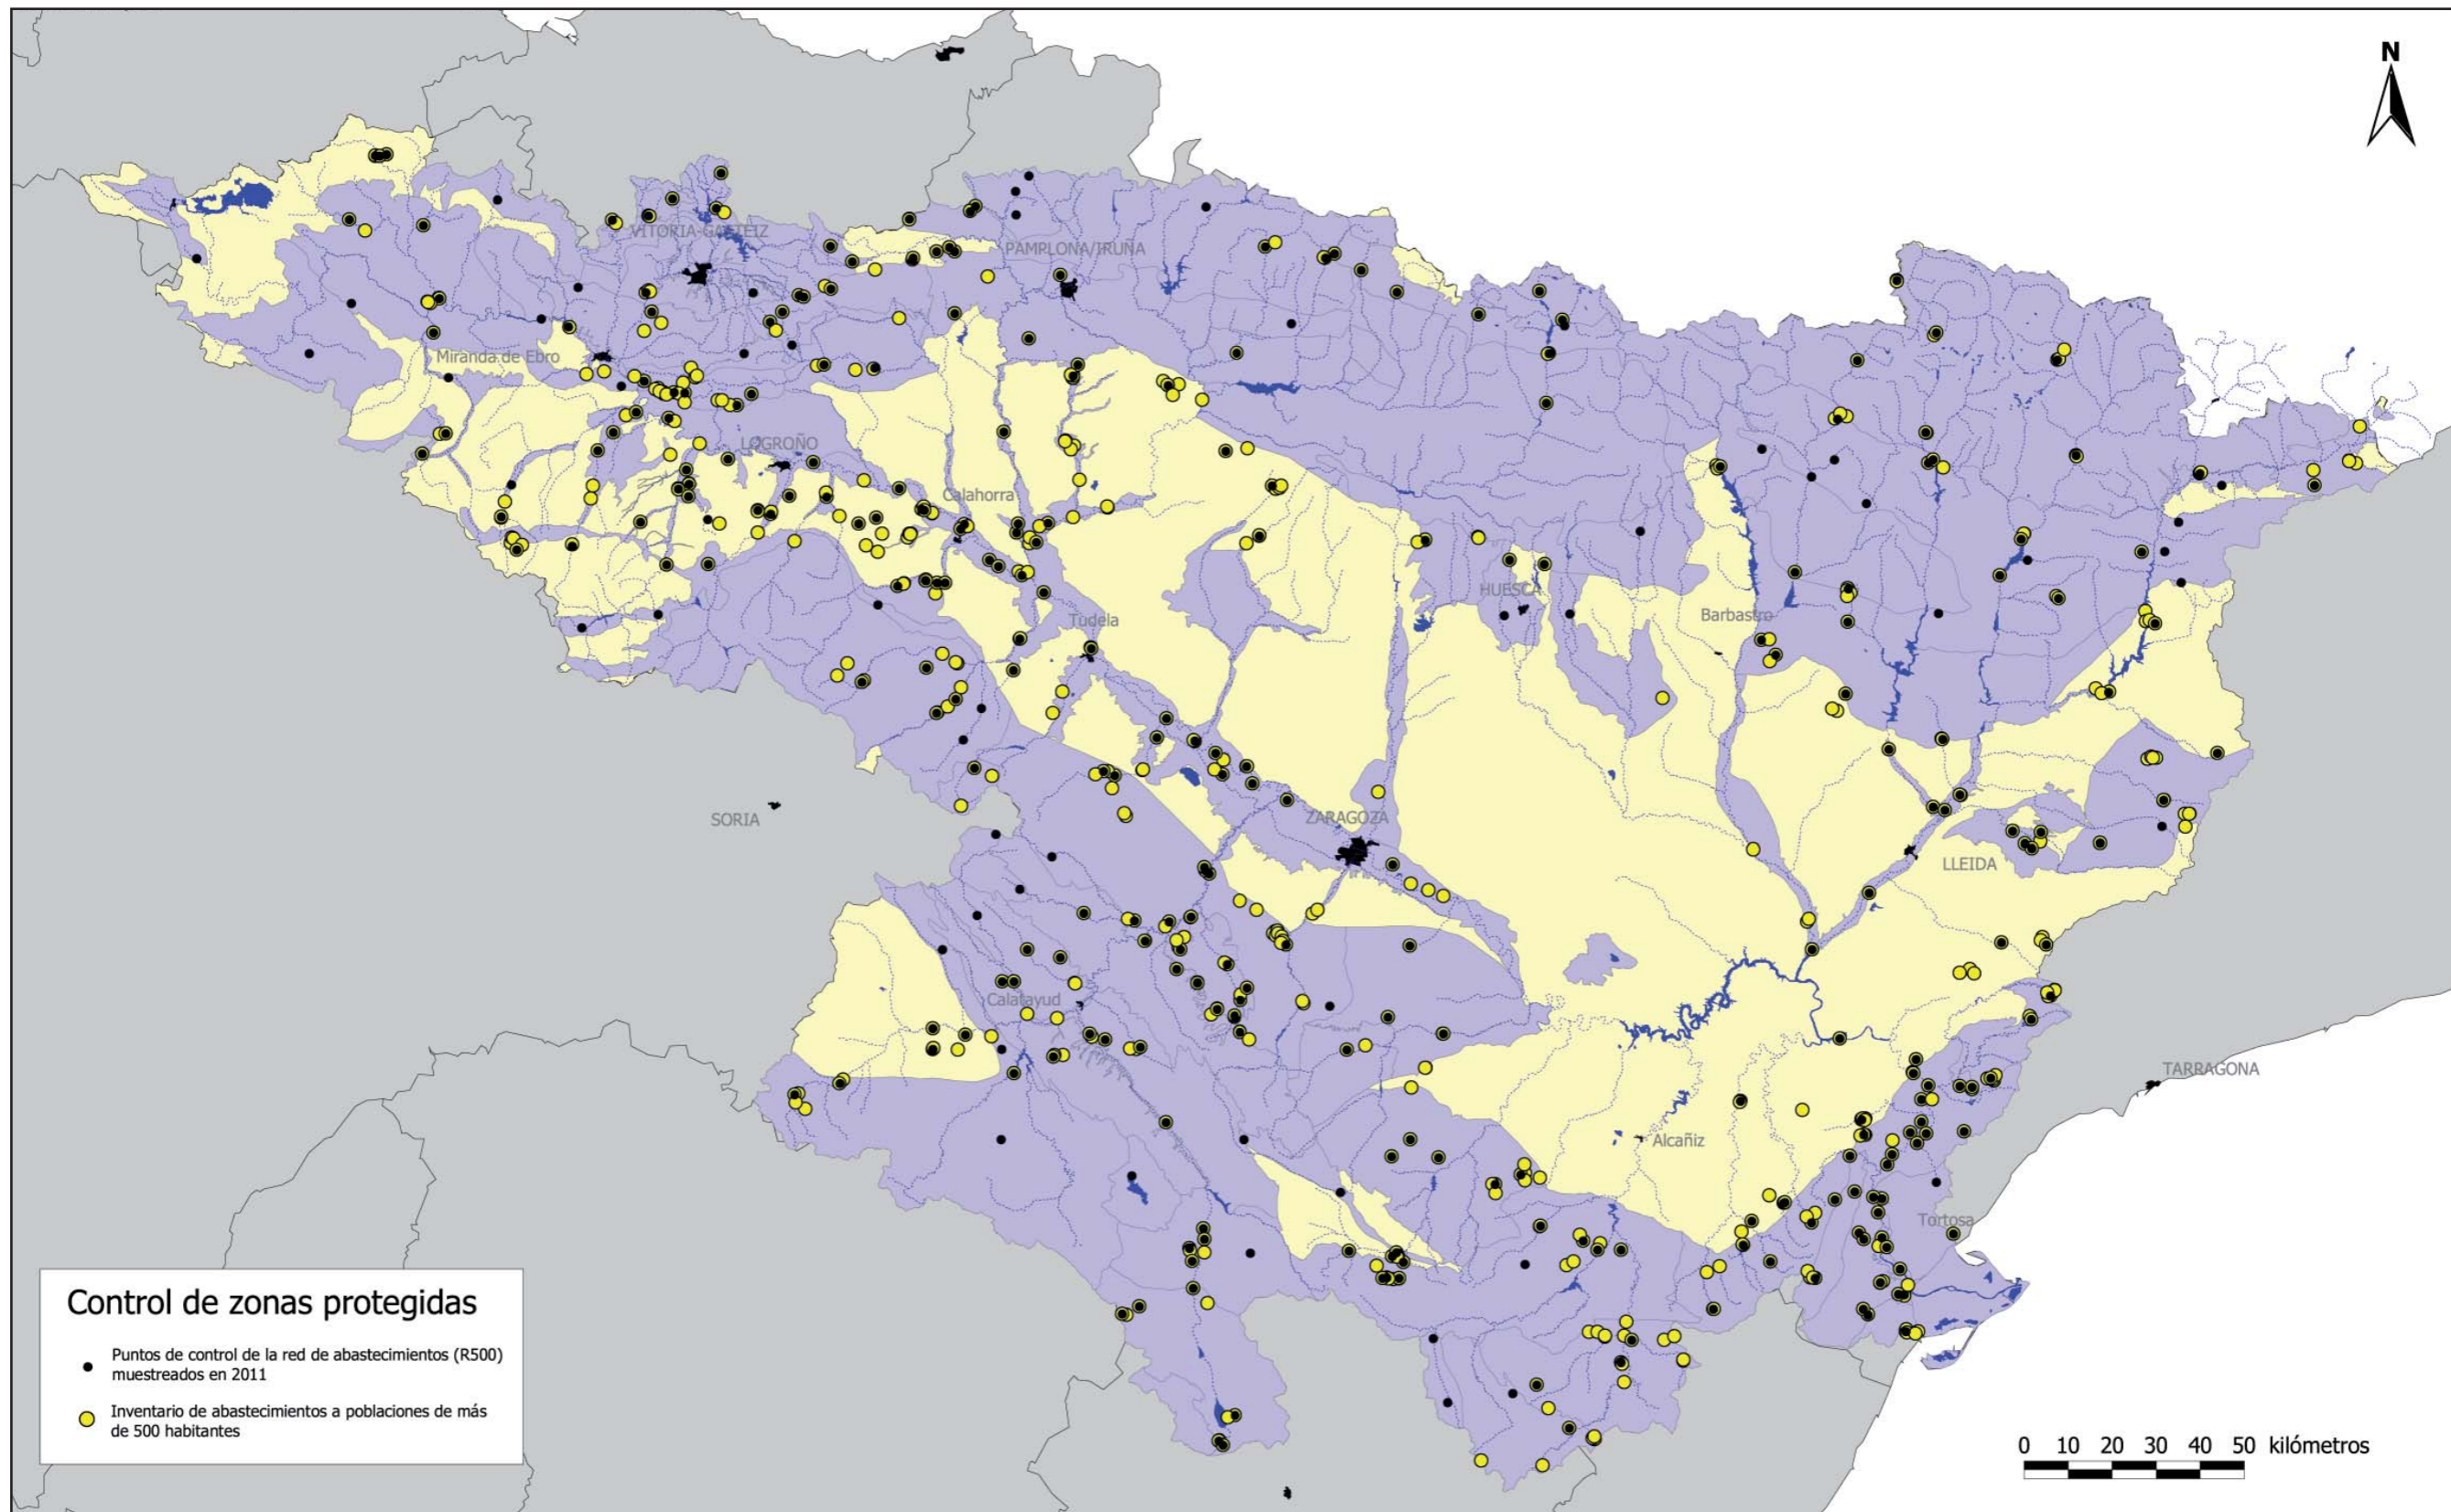 N
VITORIA-GASTEIZ
PAMPLONA/IRUÑA
Miranda de Ebro
LOGROÑO
Calahorra
HUESCA
Barbastro
Tudela
SORIA
ZARAGOZA
LLEIDA
Calatayud
TARRAGONA
Alcañiz
Tortosa
Control de zonas protegidas
Puntos de control de la red de abastecimientos (R500)
muestreados en 2011
Inventario de abastecimientos a poblaciones de más
de 500 habitantes
0 10 20 30 40 50 kilómetros